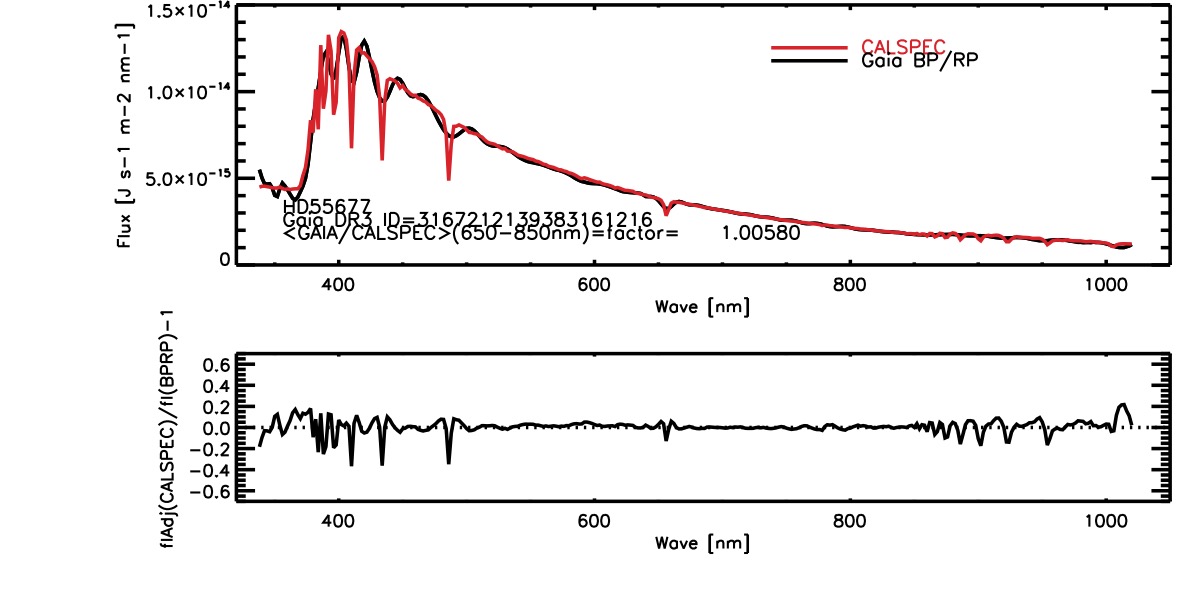 1.5×10⁻¹⁴
1.0×10⁻¹⁴
5.0×10⁻¹⁵
0
Flux [J s−1 m−2 nm−1]
CALSPEC
Gaia BP/RP
HD55677
Gaia DR3 ID=3167212139383161216
<GAIA/CALSPEC>(650−850nm)=factor= 1.00580
400 600 800 1000
Wave [nm]
flAdj(CALSPEC)/fl(BPRP)−1
0.6
0.4
0.2
0.0
−0.2
−0.4
−0.6
400 600 800 1000
Wave [nm]